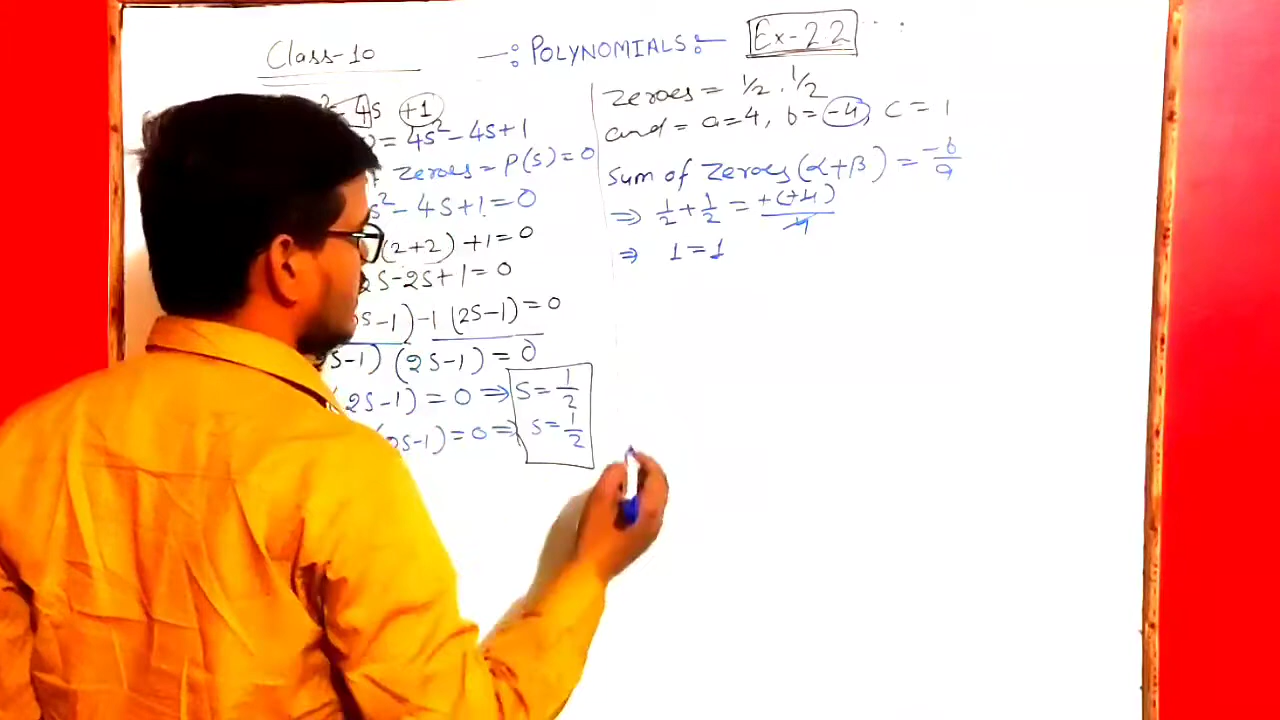 Class-10 —:POLYNOMIALS:— Ex-2.2
4s +1
= 4s² - 4s + 1
zeroes = P(s) = 0
s² - 4s + 1 = 0
(2+2) + 1 = 0
2s - 2s + 1 = 0
s - 1) - 1 (2s - 1) = 0
s - 1) (2s - 1) = 0
(2s - 1) = 0 ⇒ s = 1/2
2s - 1) = 0 ⇒ s = 1/2
Zeroes = 1/2, 1/2
and = a = 4, b = -4, c = 1
Sum of Zeroes (α + β) = -b/a
⇒ 1/2 + 1/2 = +(+4)/4
⇒ 1 = 1